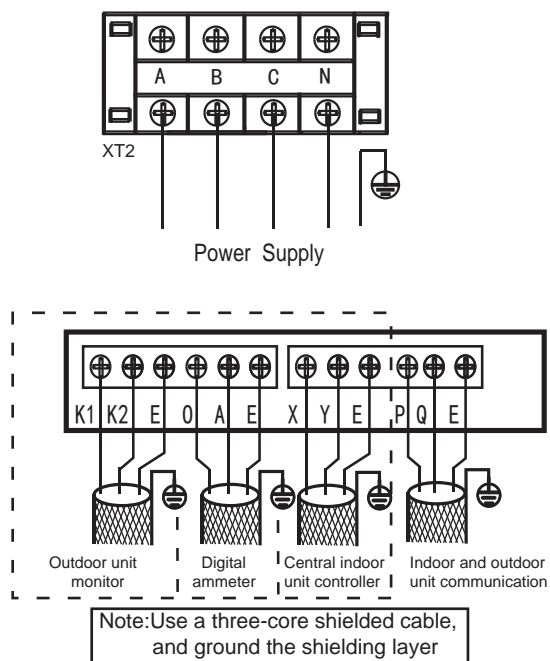 A B C N
XT2
Power Supply
K1 K2 E O A E X Y E P Q E
Outdoor unit
monitor
Digital
ammeter
Central indoor
unit controller
Indoor and outdoor
unit communication
Note:Use a three-core shielded cable,
and ground the shielding layer